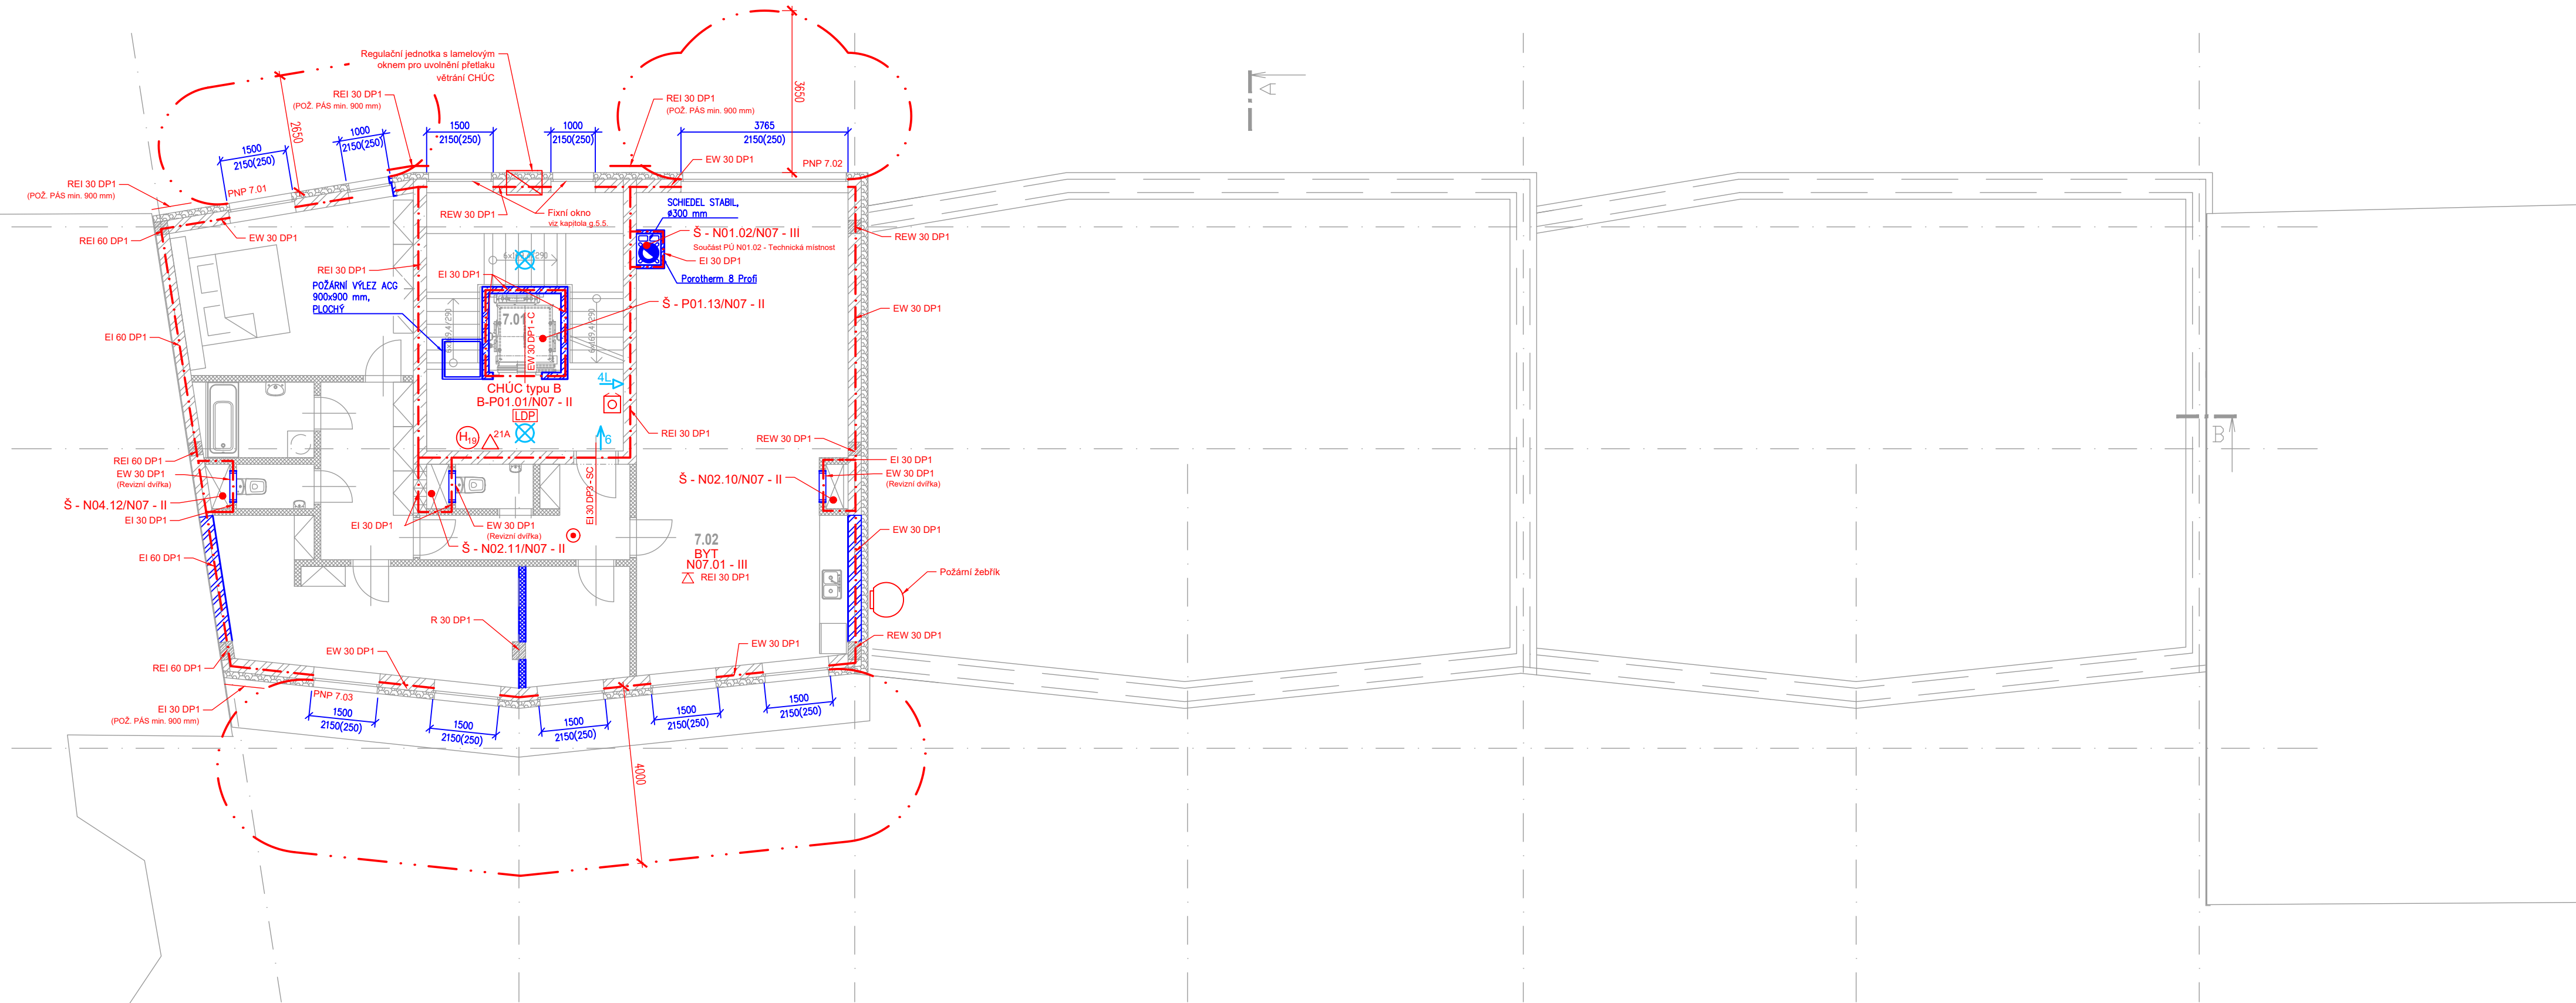 Regulační jednotka s lamelovým
oknem pro uvolnění přetlaku
větrání CHÚC
REI 30 DP1
(POŽ. PÁS min. 900 mm)
2650
1500
2150(250)
1000
2150(250)
1500
2150(250)
1000
2150(250)
REI 30 DP1
(POŽ. PÁS min. 900 mm)
3650
3765
2150(250)
A
EW 30 DP1
PNP 7.02
REI 30 DP1
(POŽ. PÁS min. 900 mm)
PNP 7.01
REI 60 DP1
EW 30 DP1
REW 30 DP1
Fixní okno
viz kapitola g.5.5.
SCHIEDEL STABIL,
ø300 mm
Š - N01.02/N07 - III
Součást PÚ N01.02 - Technická místnost
EI 30 DP1
Porotherm 8 Profi
REW 30 DP1
REI 30 DP1
EI 30 DP1
POŽÁRNÍ VÝLEZ ACG
900x900 mm,
PLOCHÝ
Š - P01.13/N07 - II
7.01
EW 30 DP1 - C
EW 30 DP1
EI 60 DP1
4L
CHÚC typu B
B-P01.01/N07 - II
LDP
H19
21A
6
REI 30 DP1
REW 30 DP1
B
REI 60 DP1
EW 30 DP1
(Revizní dvířka)
Š - N04.12/N07 - II
EI 30 DP1
EI 30 DP1
EW 30 DP1
(Revizní dvířka)
Š - N02.11/N07 - II
EI 30 DP3 - SC
Š - N02.10/N07 - II
EI 30 DP1
EW 30 DP1
(Revizní dvířka)
EW 30 DP1
EI 60 DP1
7.02
BYT
N07.01 - III
REI 30 DP1
Požární žebřík
R 30 DP1
EW 30 DP1
EW 30 DP1
REW 30 DP1
REI 60 DP1
EI 30 DP1
(POŽ. PÁS min. 900 mm)
PNP 7.03
1500
2150(250)
1500
2150(250)
1500
2150(250)
1500
2150(250)
1500
2150(250)
4000